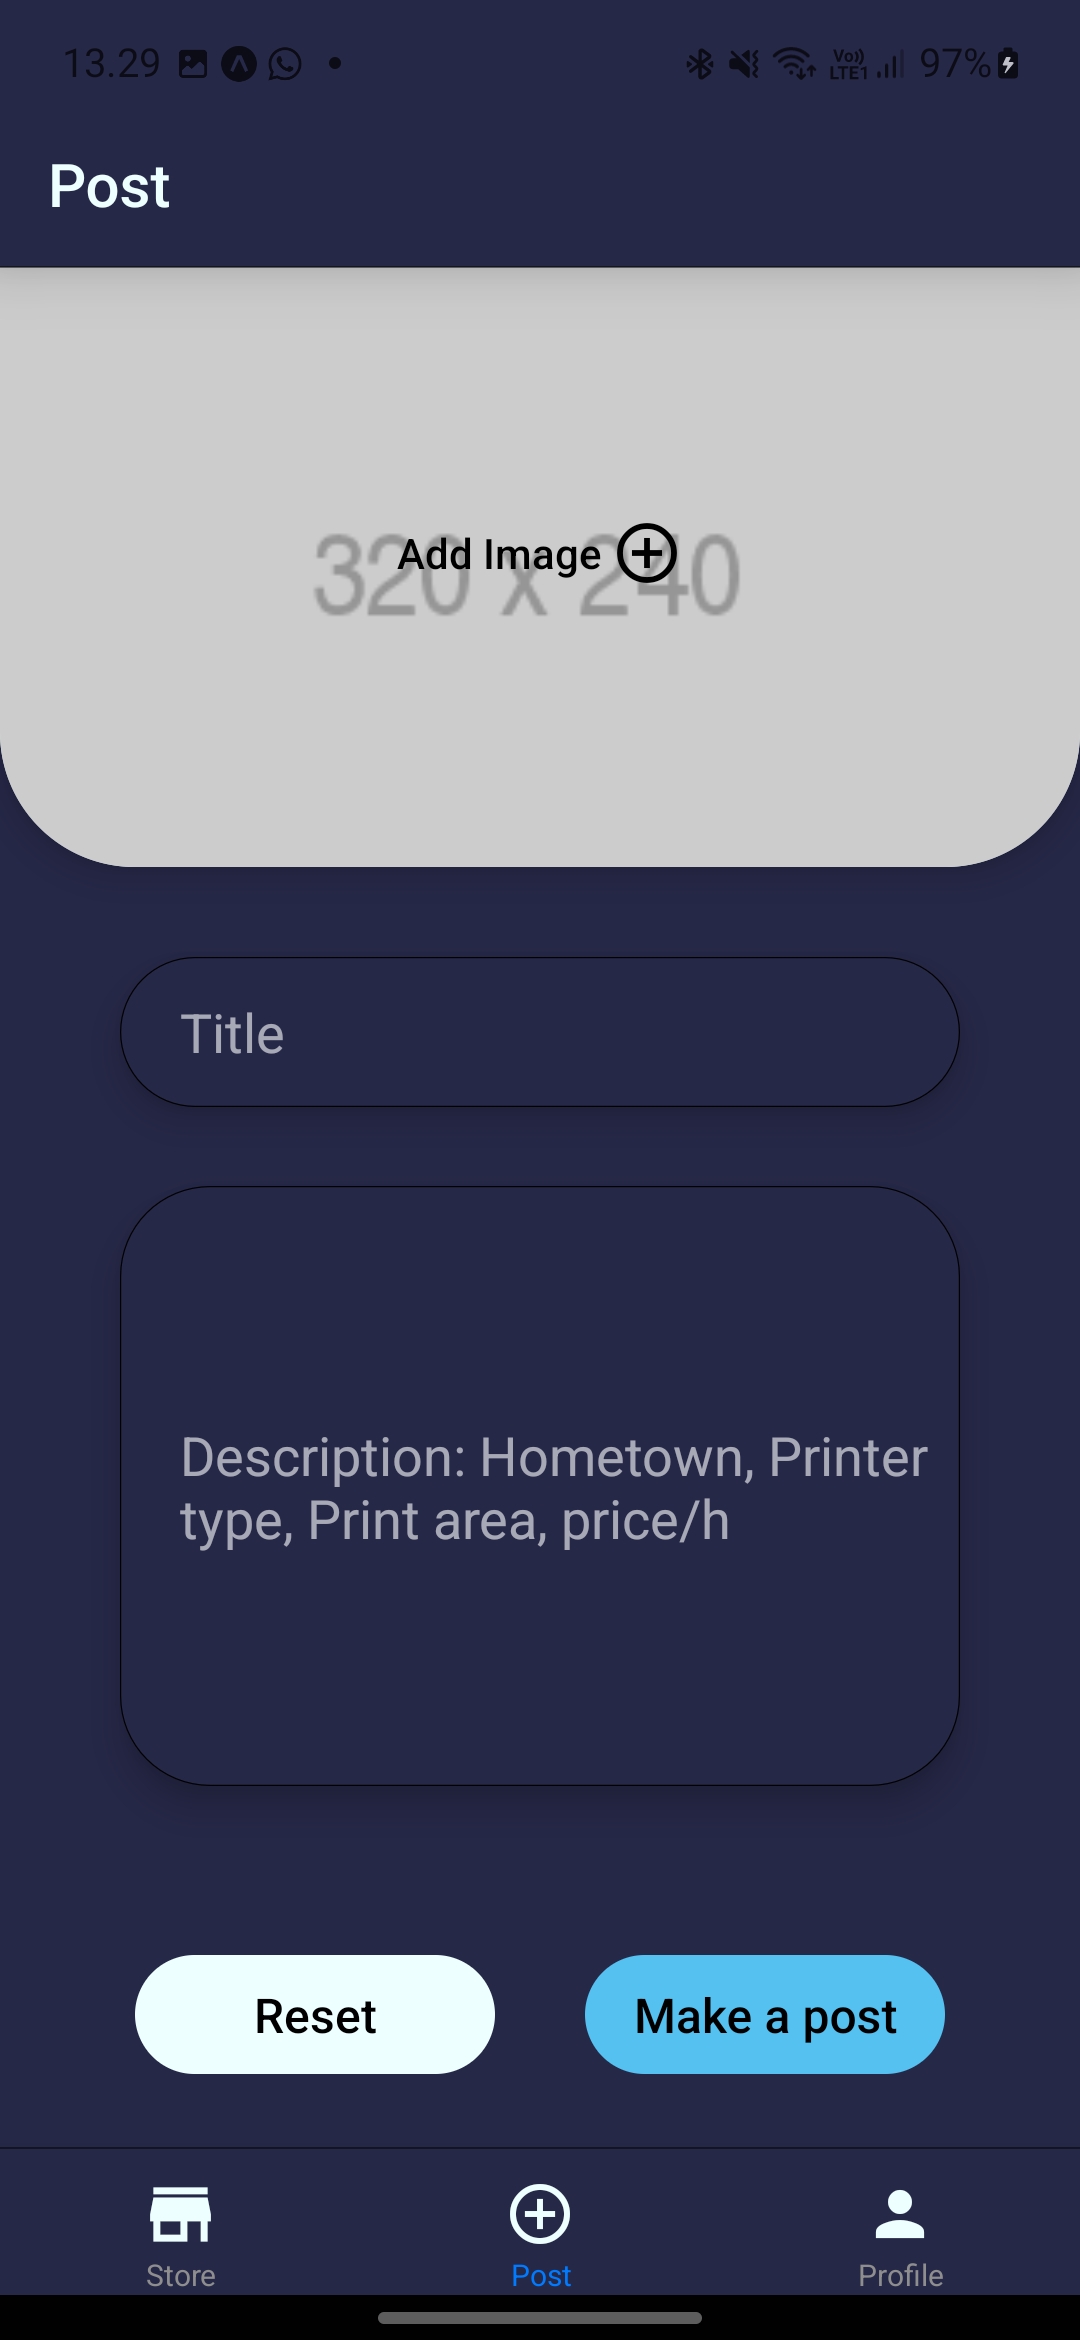 13.29
Vo)) LTE1 97%
Post
320 x 240
Add Image
Title
Description: Hometown, Printer
type, Print area, price/h
Reset
Make a post
Store
Post
Profile